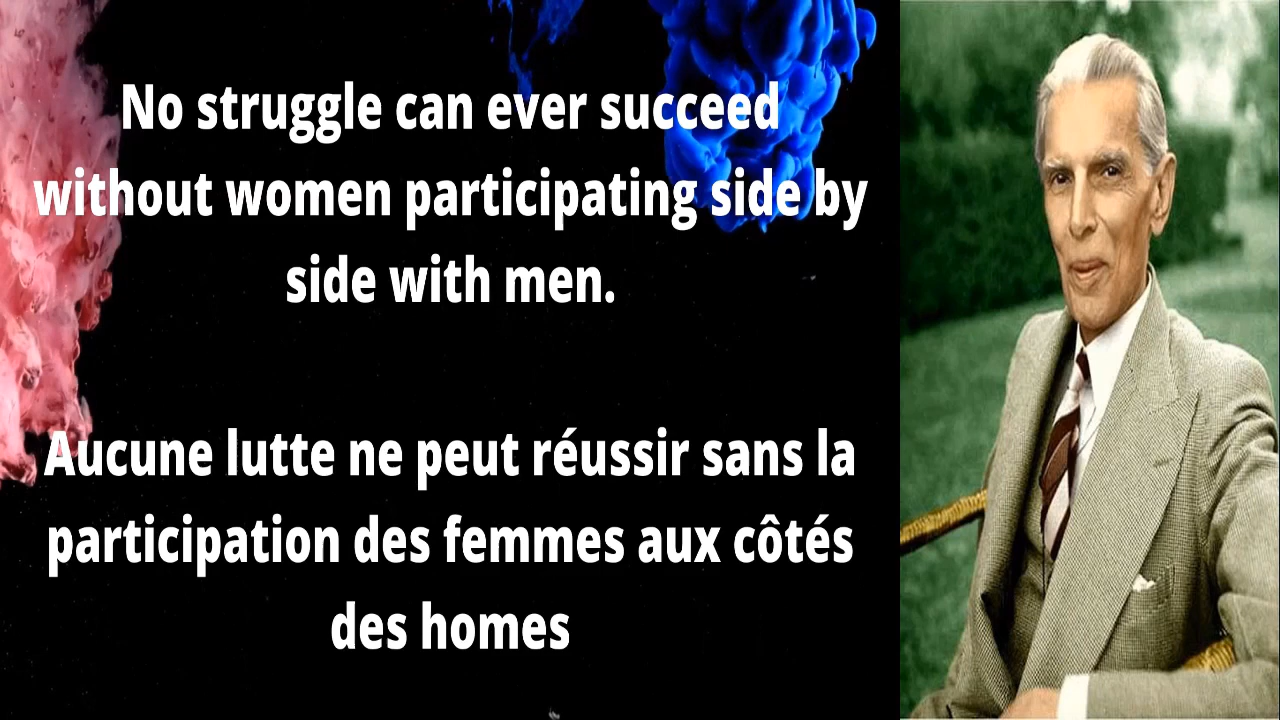 No struggle can ever succeed
without women participating side by
side with men.
Aucune lutte ne peut réussir sans la
participation des femmes aux côtés
des homes